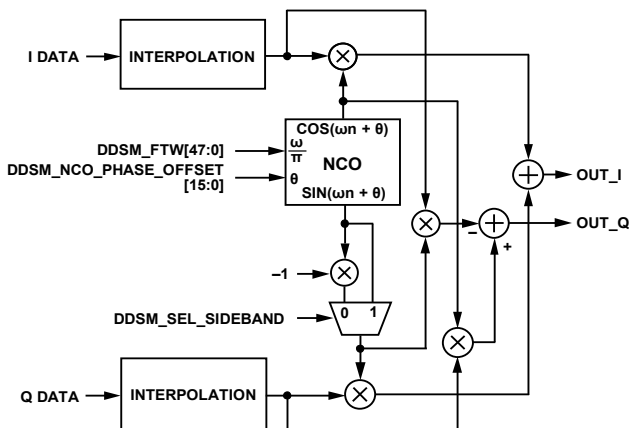 I DATA
INTERPOLATION
COS(ωn + θ)
DDSM_FTW[47:0]
ω
π
NCO
DDSM_NCO_PHASE_OFFSET
[15:0]
θ
SIN(ωn + θ)
OUT_I
OUT_Q
–
+
–1
0
1
DDSM_SEL_SIDEBAND
Q DATA
INTERPOLATION